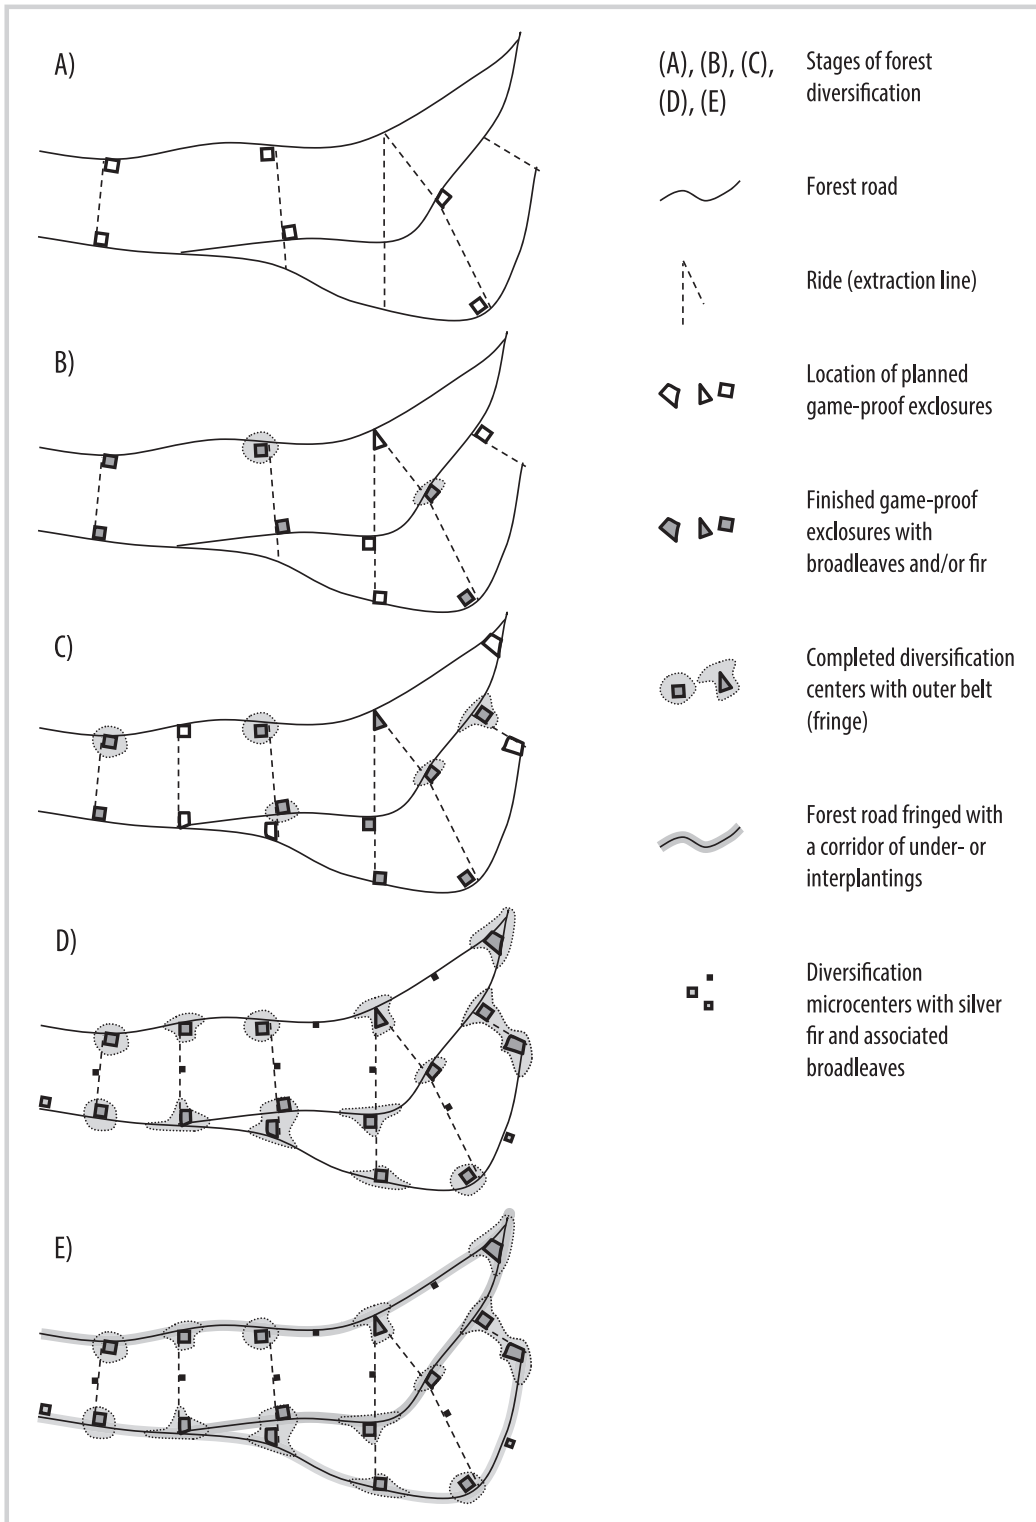 A)
B)
C)
D)
E)
(A), (B), (C),
(D), (E)
Stages of forest
diversification
Forest road
Ride (extraction line)
Location of planned
game-proof exclosures
Finished game-proof
exclosures with
broadleaves and/or fir
Completed diversification
centers with outer belt
(fringe)
Forest road fringed with
a corridor of under- or
interplantings
Diversification
microcenters with silver
fir and associated
broadleaves